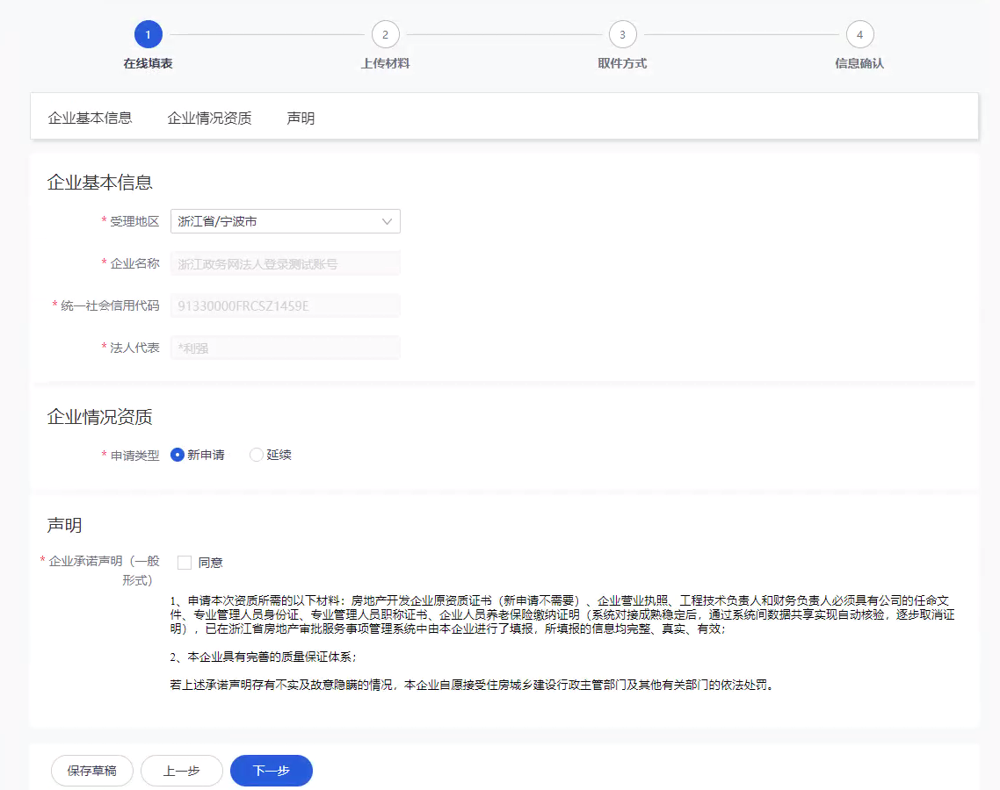 1
2
3
4
在线填表
上传材料
取件方式
信息确认
企业基本信息 企业情况资质 声明
企业基本信息
* 受理地区 浙江省/宁波市
* 企业名称 浙江政务网法人登录测试账号
* 统一社会信用代码 91330000FRCSZ1459E
* 法人代表 *利强
企业情况资质
* 申请类型 新申请 延续
声明
* 企业承诺声明（一般形式） 同意
1、申请本次资质所需的以下材料：房地产开发企业原资质证书（新申请不需要）、企业营业执照、工程技术负责人和财务负责人必须具有公司的任命文
件、专业管理人员身份证、专业管理人员职称证书、企业人员养老保险缴纳证明（系统对接成熟稳定后，通过系统间数据共享实现自动核验，逐步取消证
明），已在浙江省房地产审批服务事项管理系统中由本企业进行了填报，所填报的信息均完整、真实、有效；
2、本企业具有完善的质量保证体系；
若上述承诺声明存有不实及故意隐瞒的情况，本企业自愿接受住房城乡建设行政主管部门及其他有关部门的依法处罚。
保存草稿 上一步 下一步